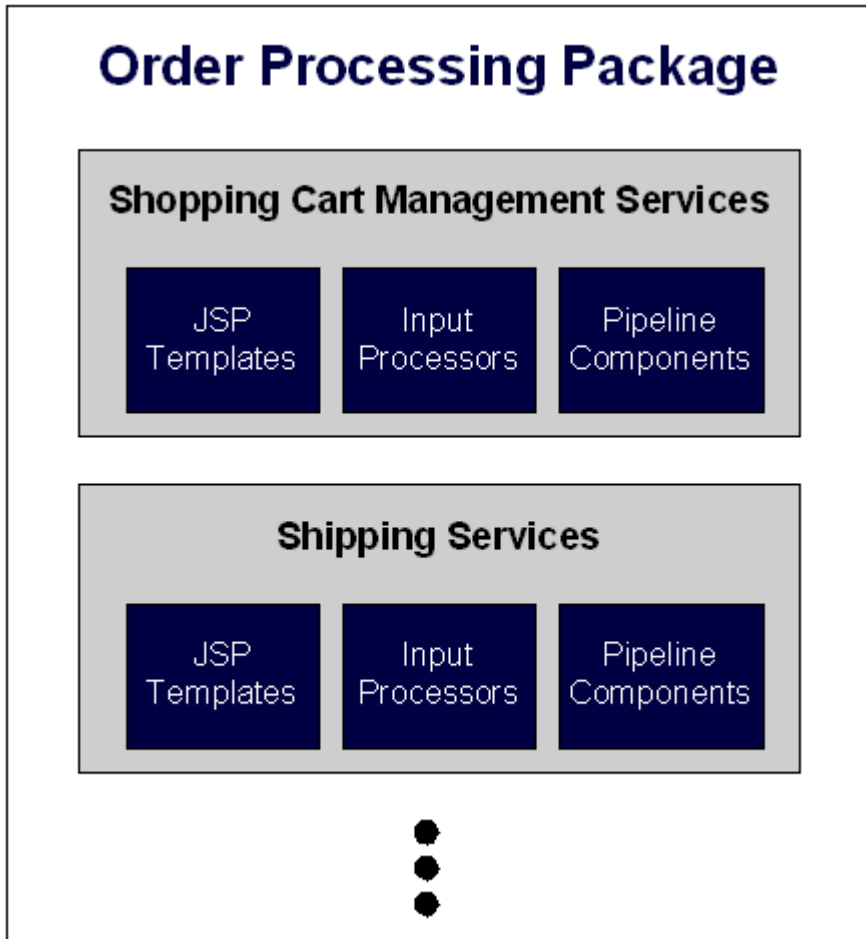 Order Processing Package
Shopping Cart Management Services
JSP
Templates
Input
Processors
Pipeline
Components
Shipping Services
JSP
Templates
Input
Processors
Pipeline
Components